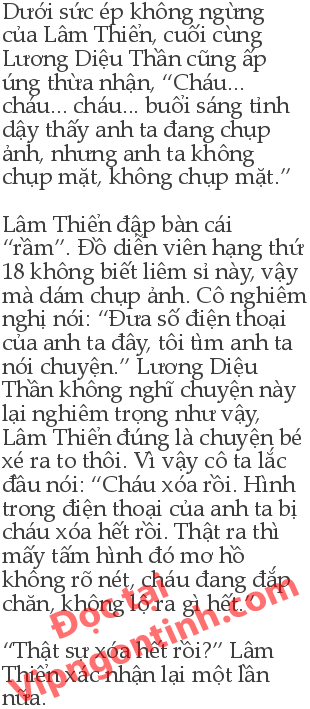 Dưới sức ép không ngừng
của Lâm Thiển, cuối cùng
Lương Diệu Thần cũng ấp
úng thừa nhận, “Cháu...
cháu... cháu... buổi sáng tỉnh
dậy thấy anh ta đang chụp
ảnh, nhưng anh ta không
chụp mặt, không chụp mặt.”
Lâm Thiển đập bàn cái
“rầm”. Đồ diễn viên hạng thứ
18 không biết liêm sỉ này, vậy
mà dám chụp ảnh. Cô nghiêm
nghị nói: “Đưa số điện thoại
của anh ta đây, tôi tìm anh ta
nói chuyện.” Lương Diệu
Thần không nghĩ chuyện này
lại nghiêm trọng như vậy,
Lâm Thiển đúng là chuyện bé
xé ra to thôi. Vì vậy cô ta lắc
đầu nói: “Cháu xóa rồi. Hình
trong điện thoại của anh ta bị
cháu xóa hết rồi. Thật ra thì
mấy tấm hình đó mơ hồ
không rõ nét, cháu đang đắp
chăn, không lộ ra gì hết.”
“Thật sự xóa hết rồi?” Lâm
Thiển xác nhận lại một lần
nữa.
Đọc tại
Vipngontinh.com